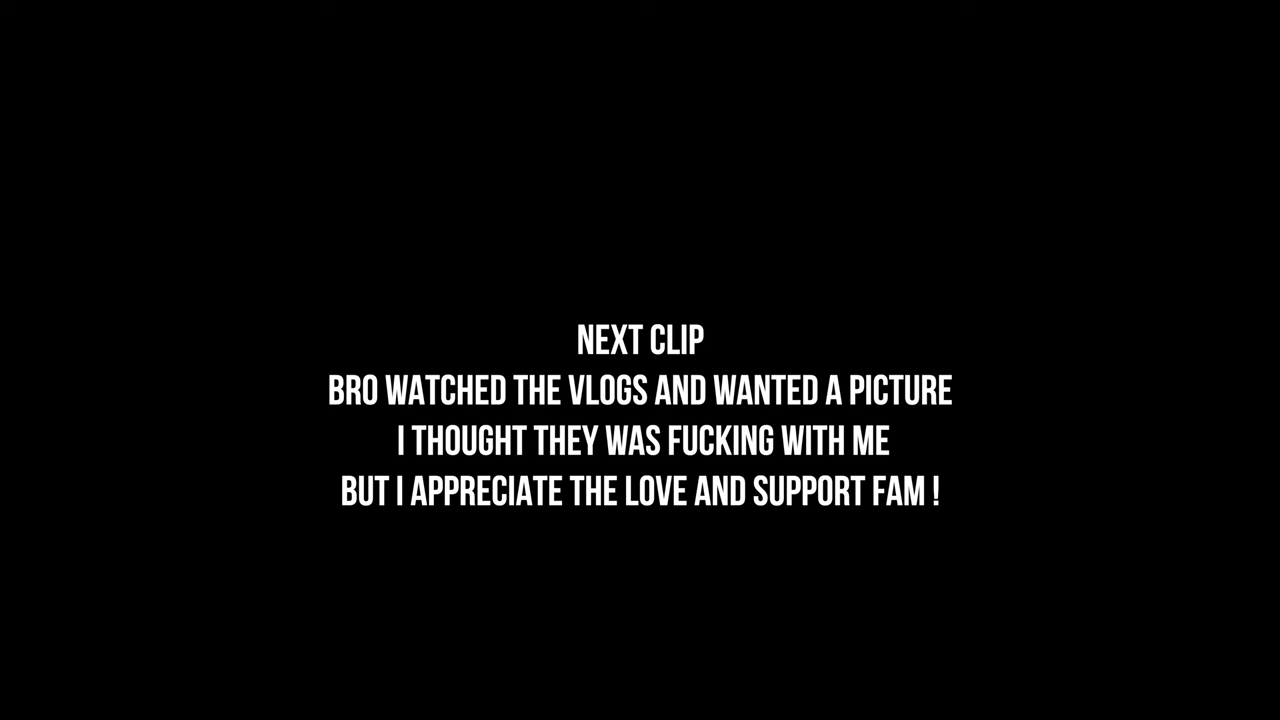 NEXT CLIP
BRO WATCHED THE VLOGS AND WANTED A PICTURE
I THOUGHT THEY WAS FUCKING WITH ME
BUT I APPRECIATE THE LOVE AND SUPPORT FAM !